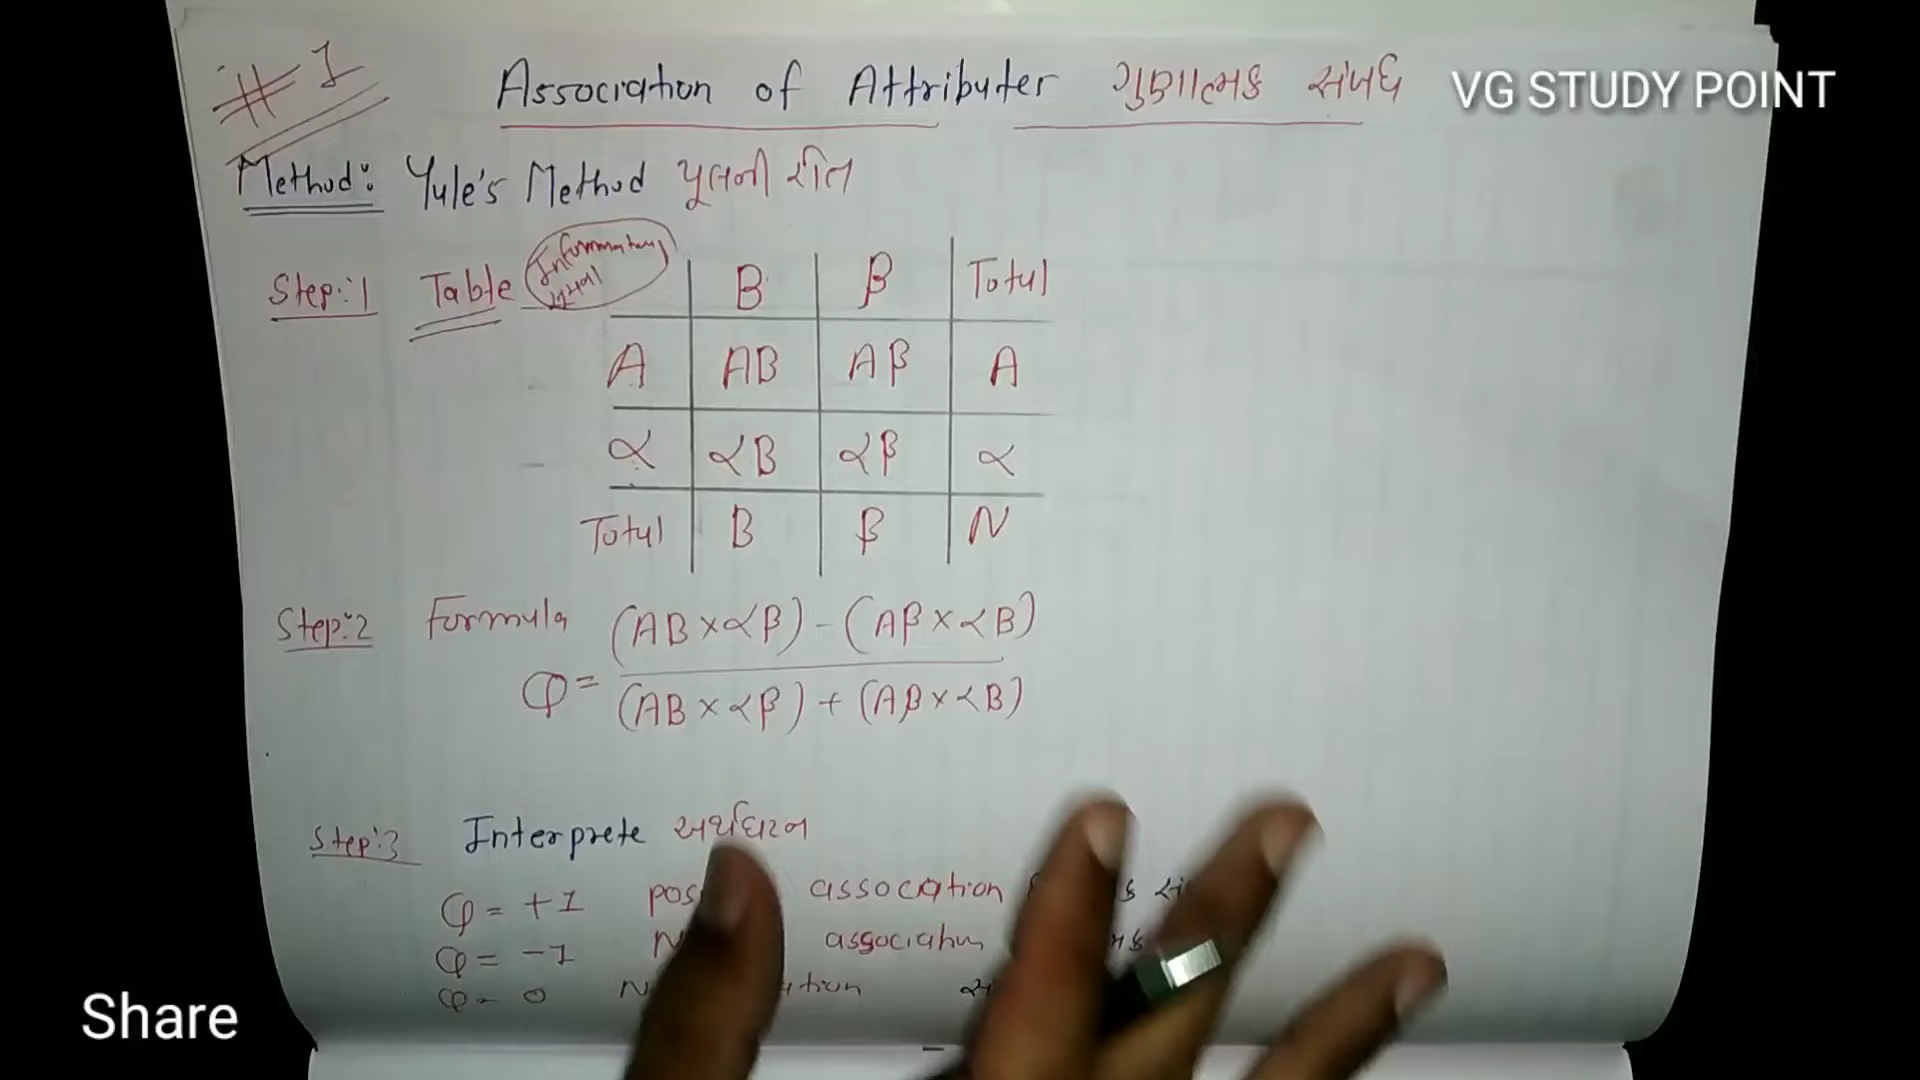 # 1
Association of Attributer ગુણાત્મક સંબધ
VG STUDY POINT
Method: Yule's Method યુલની રીત
Step:1 Table Information
B β Total
A AB Aβ A
α αB αβ α
Total B β N
Step:2 Formula (AB × αβ) - (Aβ × αB)
Q = (AB × αβ) + (Aβ × αB)
Step:3 Interprete અર્થઘટન
Q = +1 association
Q = -1 association
Q = 0
Share